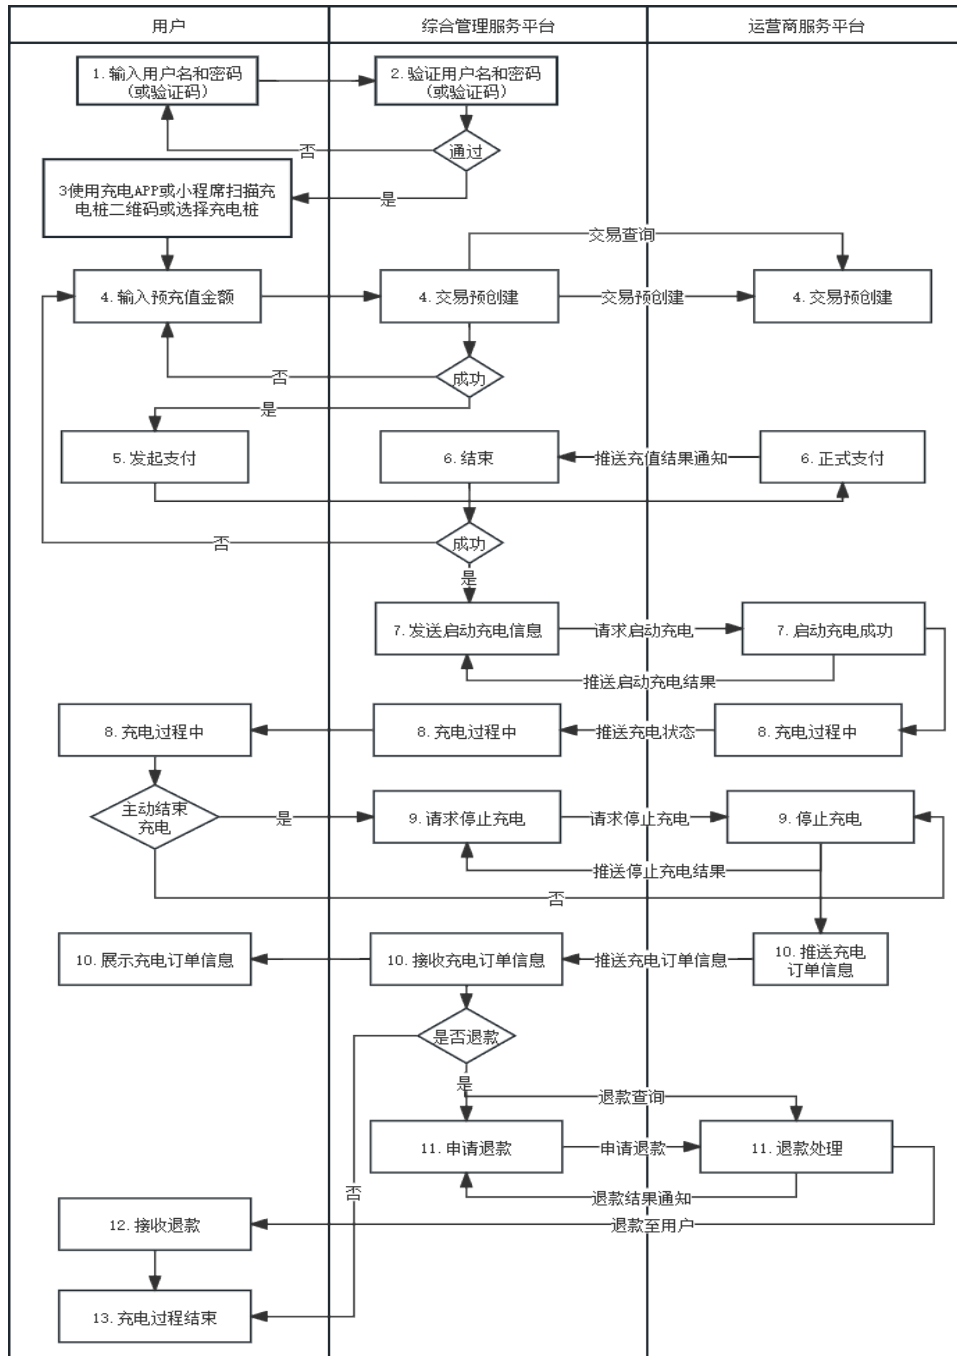 用户
综合管理服务平台
运营商服务平台
1.输入用户名和密码
(或验证码)
2.验证用户名和密码
(或验证码)
否
通过
是
3使用充电APP或小程席扫描充
电桩二维码或选择充电桩
交易查询
4.输入预充值金额
4.交易预创建
交易预创建
4.交易预创建
否
成功
是
5.发起支付
6.结束
推送充值结果通知
6.正式支付
否
成功
是
7.发送启动充电信息
请求启动充电
7.启动充电成功
推送启动充电结果
8.充电过程中
8.充电过程中
推送充电状态
8.充电过程中
主动结束
充电
是
9.请求停止充电
请求停止充电
9.停止充电
推送停止充电结果
否
10.展示充电订单信息
10.接收充电订单信息
推送充电订单信息
10.推送充电
订单信息
是否退款
是
退款查询
11.申请退款
申请退款
11.退款处理
否
退款结果通知
12.接收退款
退款至用户
13.充电过程结束